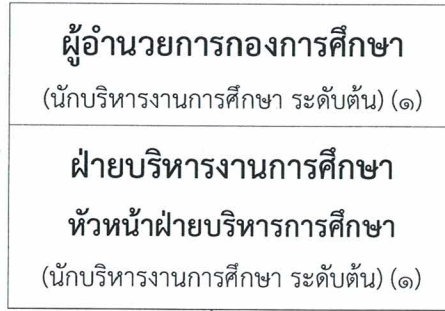 ผู้อำนวยการกองการศึกษา
(นักบริหารงานการศึกษา ระดับต้น) (๑)
ฝ่ายบริหารงานการศึกษา
หัวหน้าฝ่ายบริหารการศึกษา
(นักบริหารงานการศึกษา ระดับต้น) (๑)